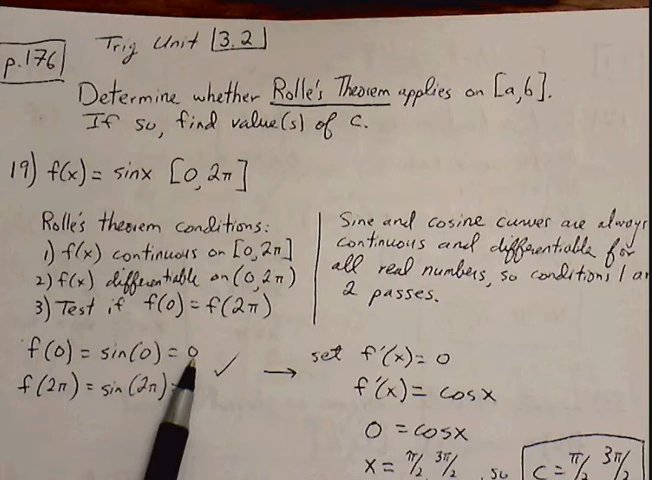 Trig Unit 3.2
p.176
Determine whether Rolle's Theorem applies on [a,b].
If so, find value(s) of c.
19) f(x) = sinx [0, 2π]
Rolle's theorem conditions:
1) f(x) continuous on [0, 2π]
2) f(x) differentiable on (0, 2π)
3) Test if f(0) = f(2π)
Sine and cosine curves are always
continuous and differentiable for
all real numbers, so conditions 1 an
2 passes.
f(0) = sin(0) = 0 ✓
f(2π) = sin(2π) =
→ set f'(x) = 0
f'(x) = cosx
0 = cosx
x = π/2, 3π/2, so c = π/2, 3π/2